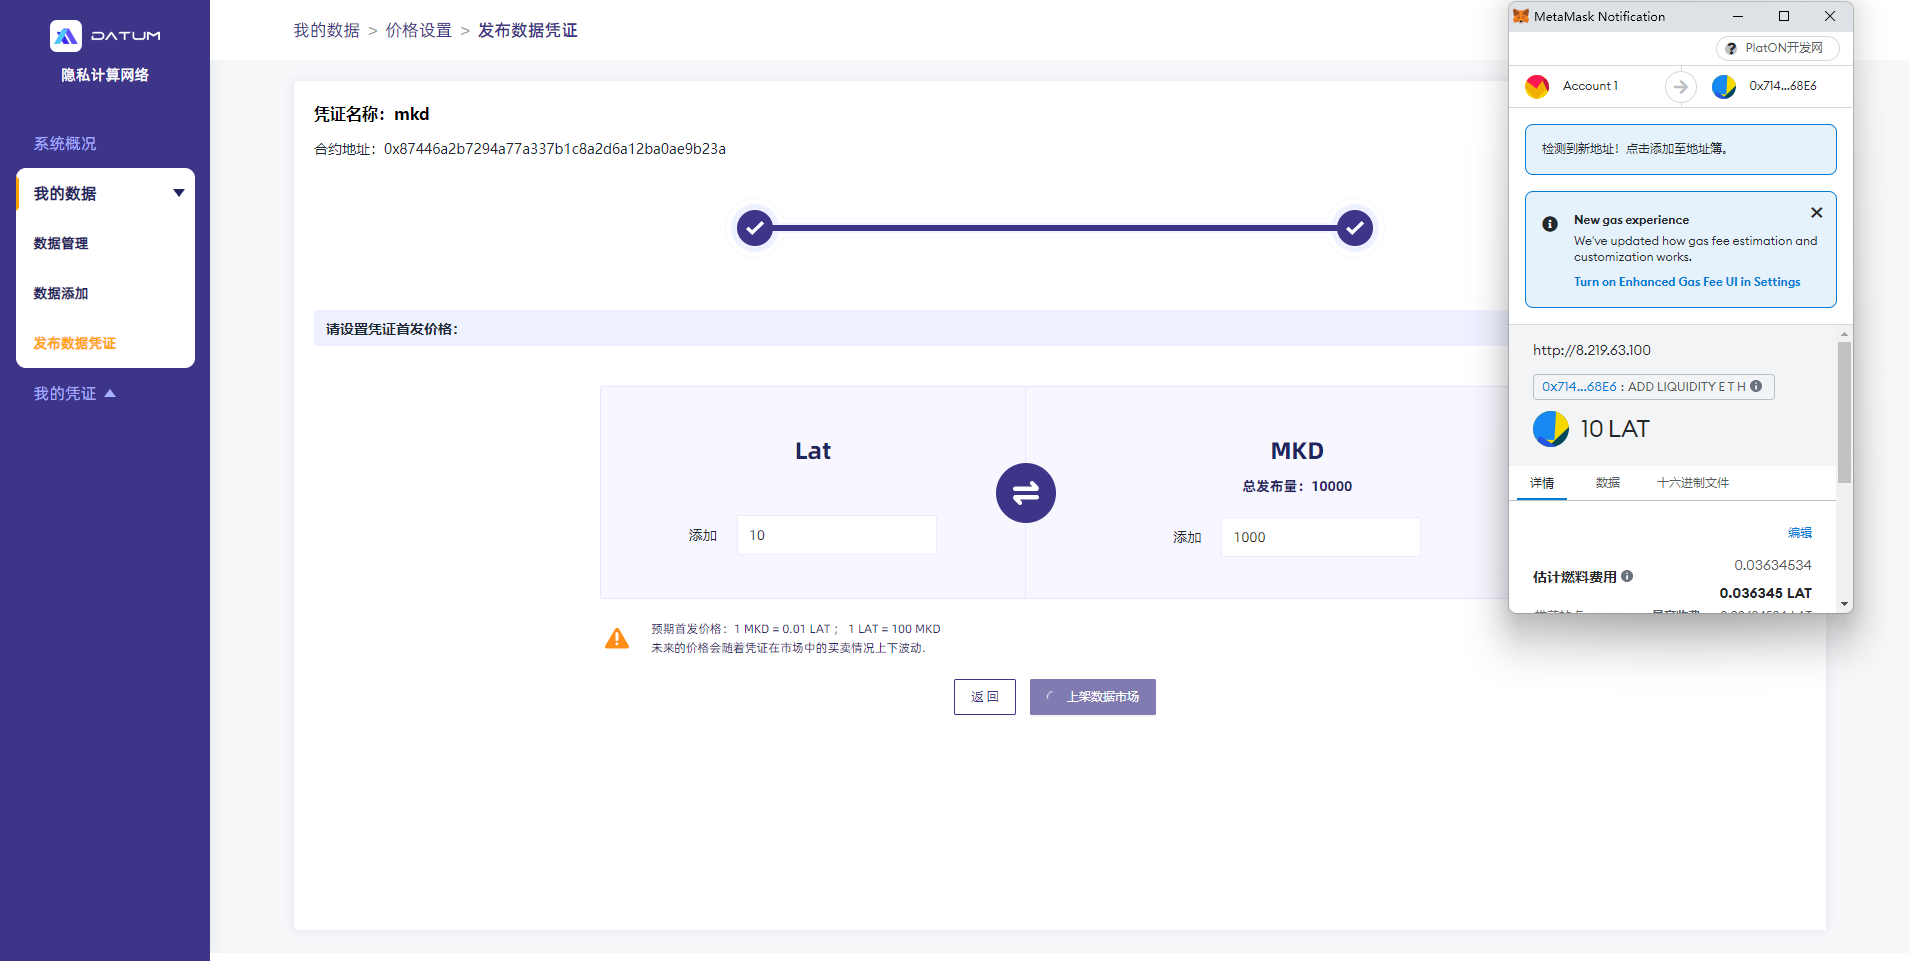 DATUM
隐私计算网络
系统概况
我的数据
数据管理
数据添加
发布数据凭证
我的凭证
我的数据 > 价格设置 > 发布数据凭证
凭证名称：mkd
合约地址：0x87446a2b7294a77a337b1c8a2d6a12ba0ae9b23a
请设置凭证首发价格：
Lat
添加 10
MKD
总发布量：10000
添加 1000
预期首发价格：1 MKD = 0.01 LAT ； 1 LAT = 100 MKD
未来的价格会随着凭证在市场中的买卖情况上下波动.
返 回
上架数据市场
MetaMask Notification
PlatON开发网
Account 1
0x714...68E6
检测到新地址！点击添加至地址簿。
New gas experience
We've updated how gas fee estimation and
customization works.
Turn on Enhanced Gas Fee UI in Settings
http://8.219.63.100
0x714...68E6 : ADD LIQUIDITY E T H
10 LAT
详情 数据 十六进制文件
编辑
0.03634534
估计燃料费用
0.036345 LAT